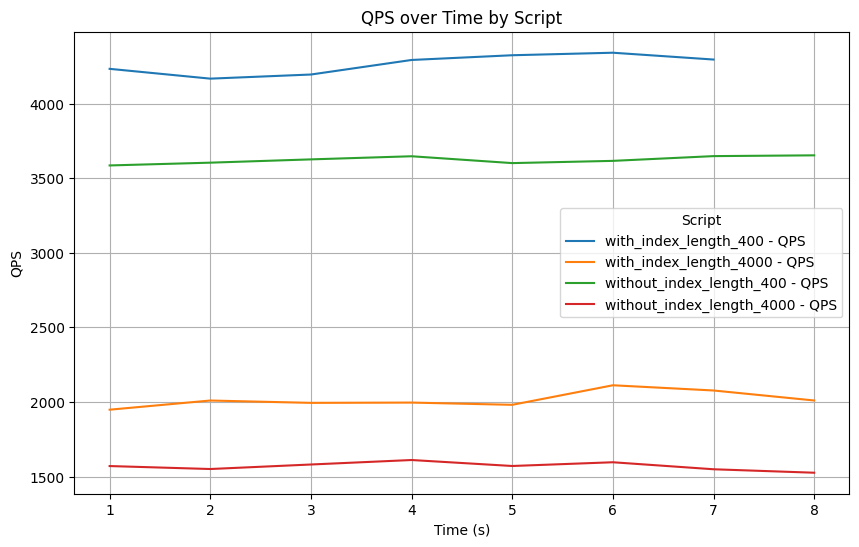 QPS over Time by Script
QPS
4000
3500
3000
2500
2000
1500
Script
with_index_length_400 - QPS
with_index_length_4000 - QPS
without_index_length_400 - QPS
without_index_length_4000 - QPS
1 2 3 4 5 6 7 8
Time (s)